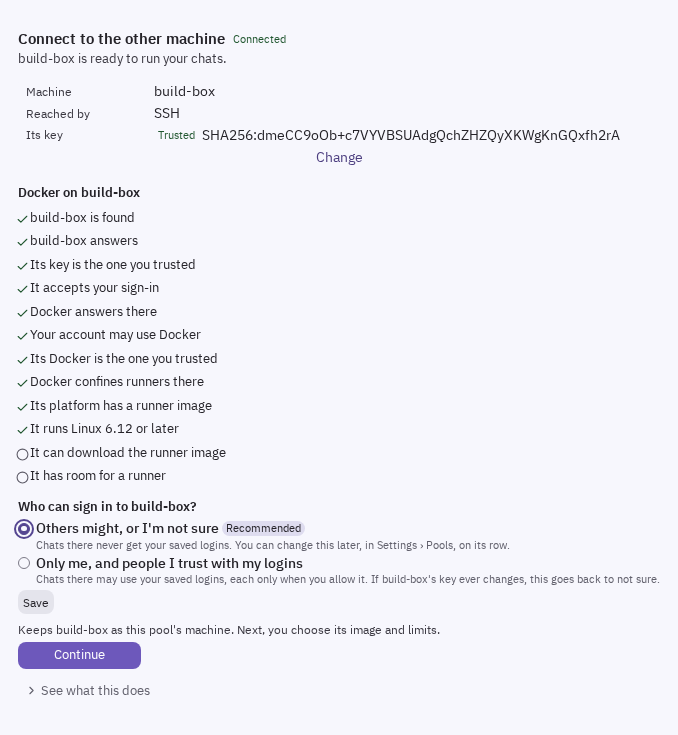 Connect to the other machine Connected
build-box is ready to run your chats.
Machine build-box
Reached by SSH
Its key Trusted SHA256:dmeCC9oOb+c7VYVBSUAdgQchZHZQyXKWgKnGQxfh2rA
Change
Docker on build-box
build-box is found
build-box answers
Its key is the one you trusted
It accepts your sign-in
Docker answers there
Your account may use Docker
Its Docker is the one you trusted
Docker confines runners there
Its platform has a runner image
It runs Linux 6.12 or later
It can download the runner image
It has room for a runner
Who can sign in to build-box?
Others might, or I'm not sure Recommended
Chats there never get your saved logins. You can change this later, in Settings › Pools, on its row.
Only me, and people I trust with my logins
Chats there may use your saved logins, each only when you allow it. If build-box's key ever changes, this goes back to not sure.
Save
Keeps build-box as this pool's machine. Next, you choose its image and limits.
Continue
See what this does